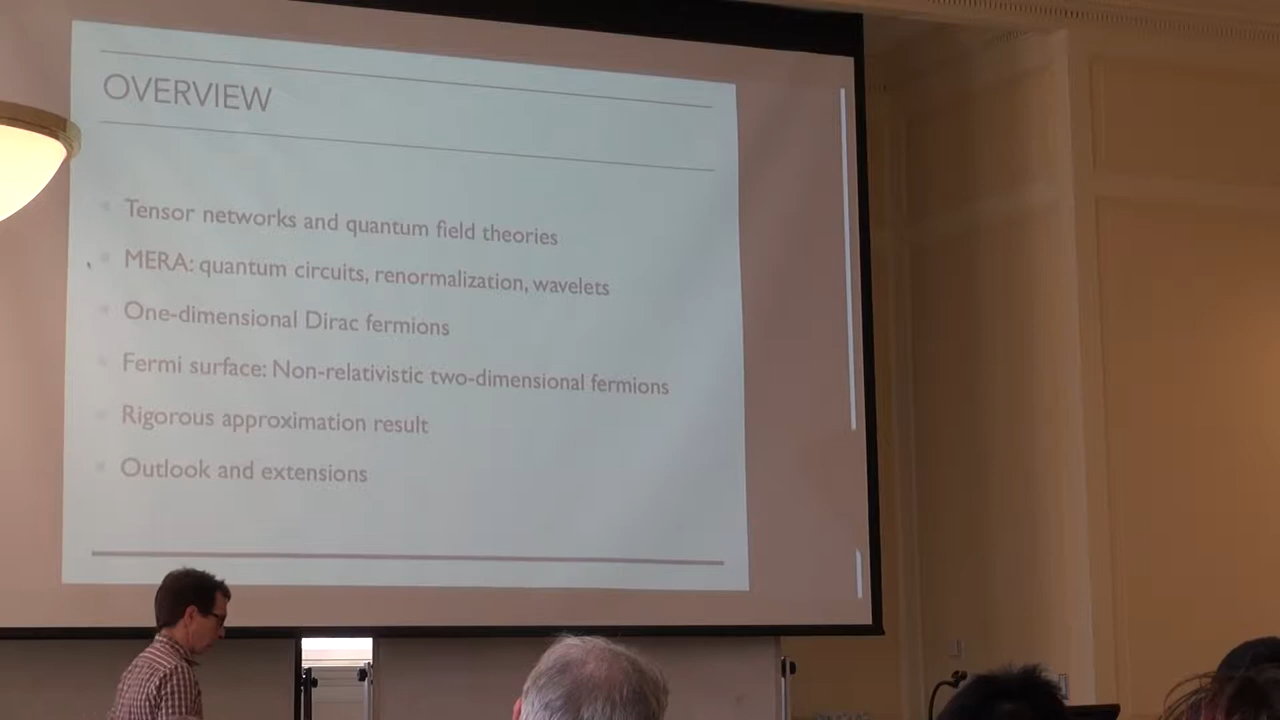 OVERVIEW
Tensor networks and quantum field theories
MERA: quantum circuits, renormalization, wavelets
One-dimensional Dirac fermions
Fermi surface: Non-relativistic two-dimensional fermions
Rigorous approximation result
Outlook and extensions